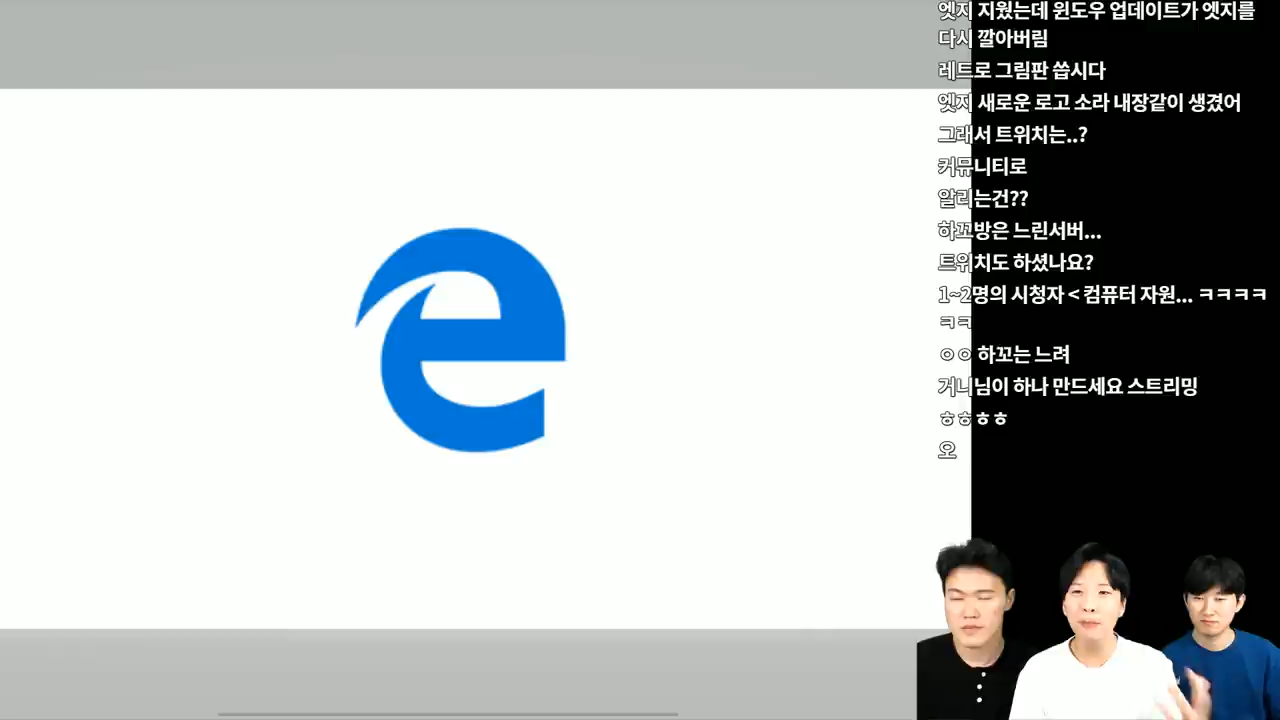 엣지 지웠는데 윈도우 업데이트가 엣지를
다시 깔아버림
레트로 그림판 씁시다
엣지 새로운 로고 소라 내장같이 생겼어
그래서 트위치는..?
커뮤니티로
알리는건??
하꼬방은 느린서버...
트위치도 하셨나요?
1~2명의 시청자 < 컴퓨터 자원... ㅋㅋㅋㅋ
ㅋㅋ
ㅇㅇ 하꼬는 느려
거니님이 하나 만드세요 스트리밍
ㅎㅎㅎㅎ
오